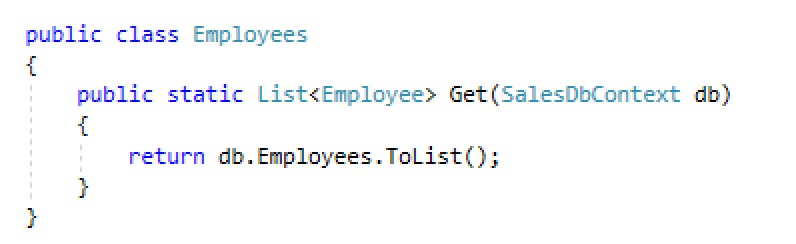 public class Employees
{
    public static List<Employee> Get(SalesDbContext db)
    {
        return db.Employees.ToList();
    }
}